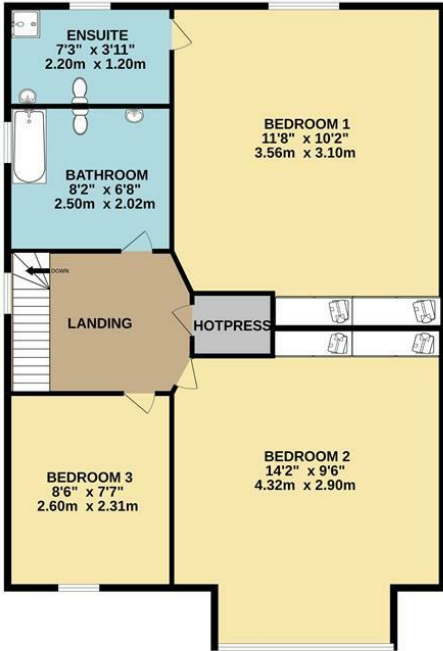 ENSUITE
7'3" x 3'11"
2.20m x 1.20m
BEDROOM 1
11'8" x 10'2"
3.56m x 3.10m
BATHROOM
8'2" x 6'8"
2.50m x 2.02m
DOWN
LANDING
HOTPRESS
BEDROOM 3
8'6" x 7'7"
2.60m x 2.31m
BEDROOM 2
14'2" x 9'6"
4.32m x 2.90m